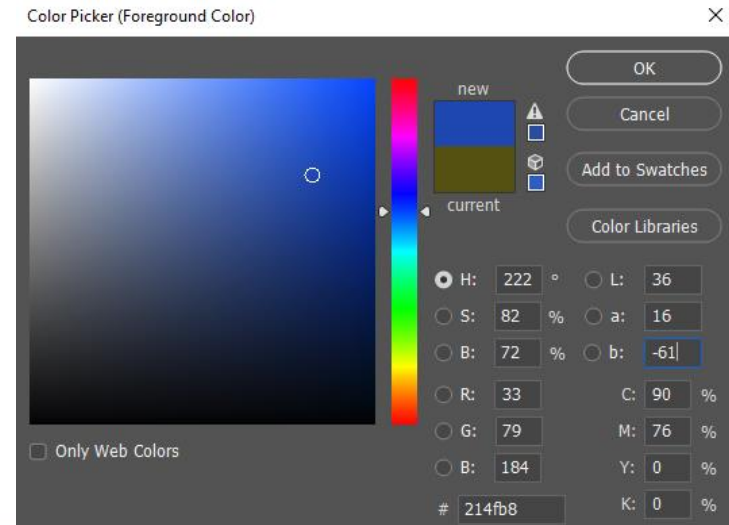 Color Picker (Foreground Color)
new
current
OK
Cancel
Add to Swatches
Color Libraries
H: 222 °
S: 82 %
B: 72 %
R: 33
G: 79
B: 184
# 214fb8
L: 36
a: 16
b: -61
C: 90 %
M: 76 %
Y: 0 %
K: 0 %
Only Web Colors